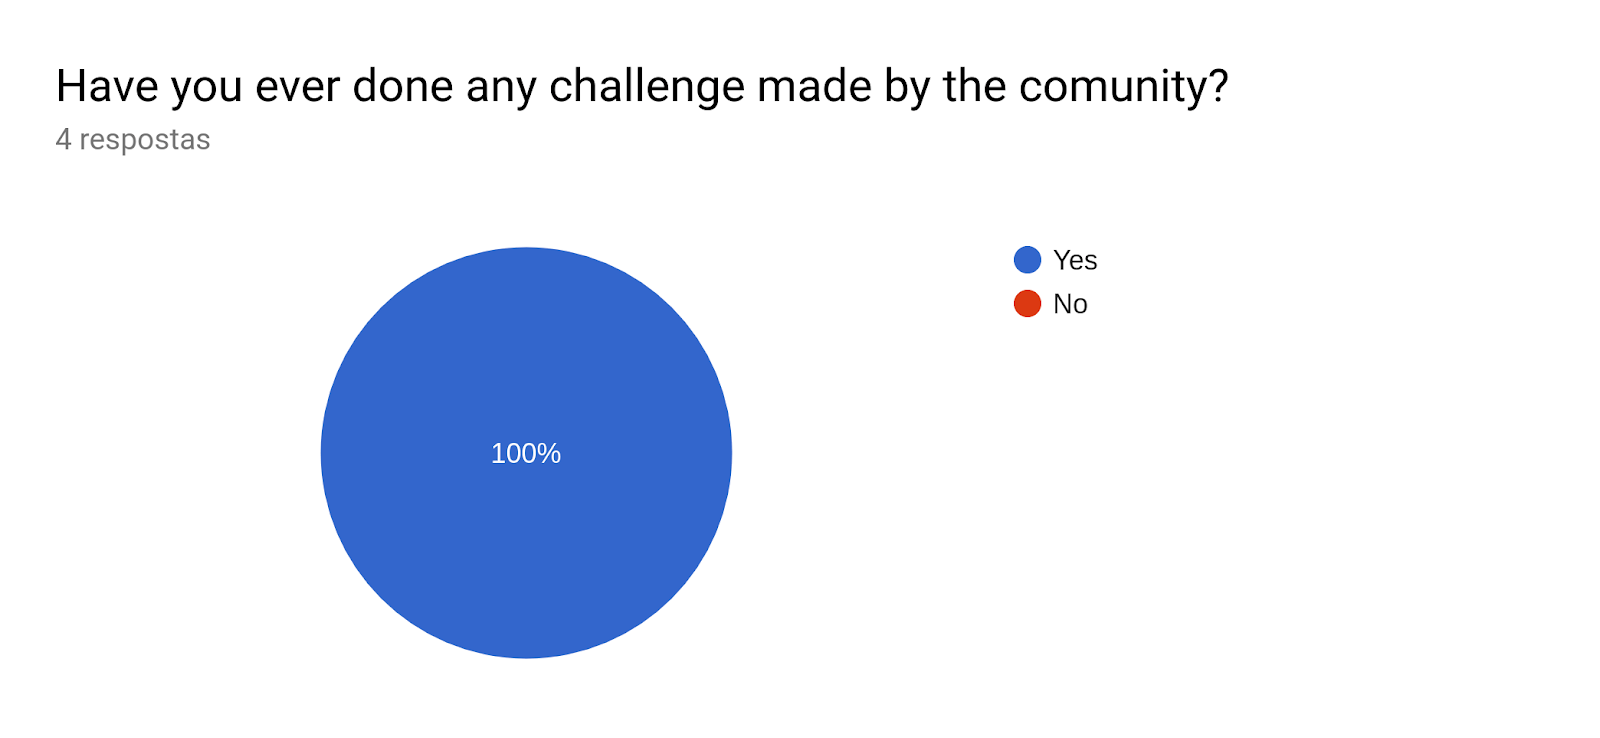 Have you ever done any challenge made by the comunity?
4 respostas
Yes
No
100%